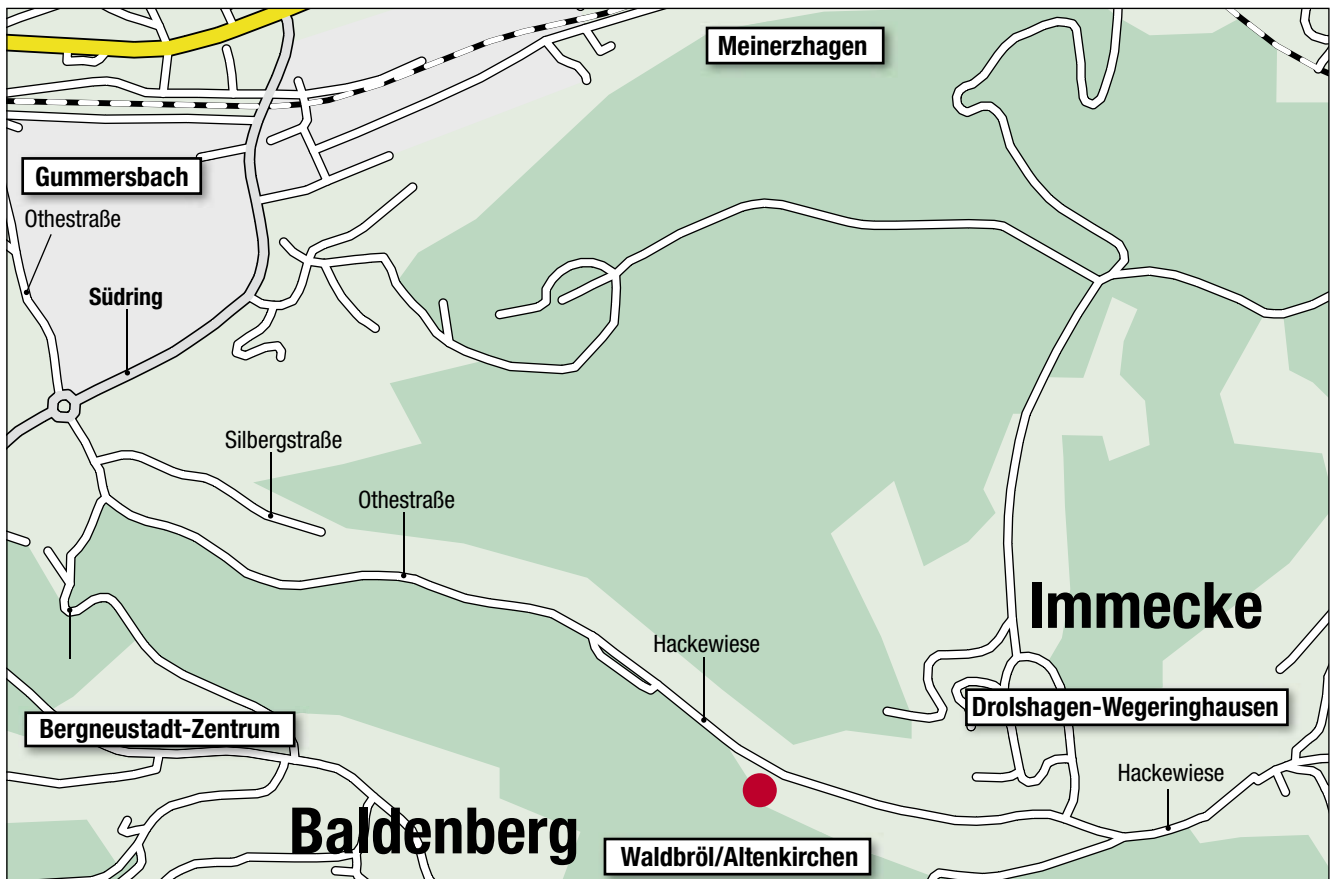 Meinerzhagen
Gummersbach
Othestraße
Südring
Silbergstraße
Othestraße
Immecke
Hackewiese
Drolshagen-Wegeringhausen
Bergneustadt-Zentrum
Hackewiese
Baldenberg
Waldbröl/Altenkirchen